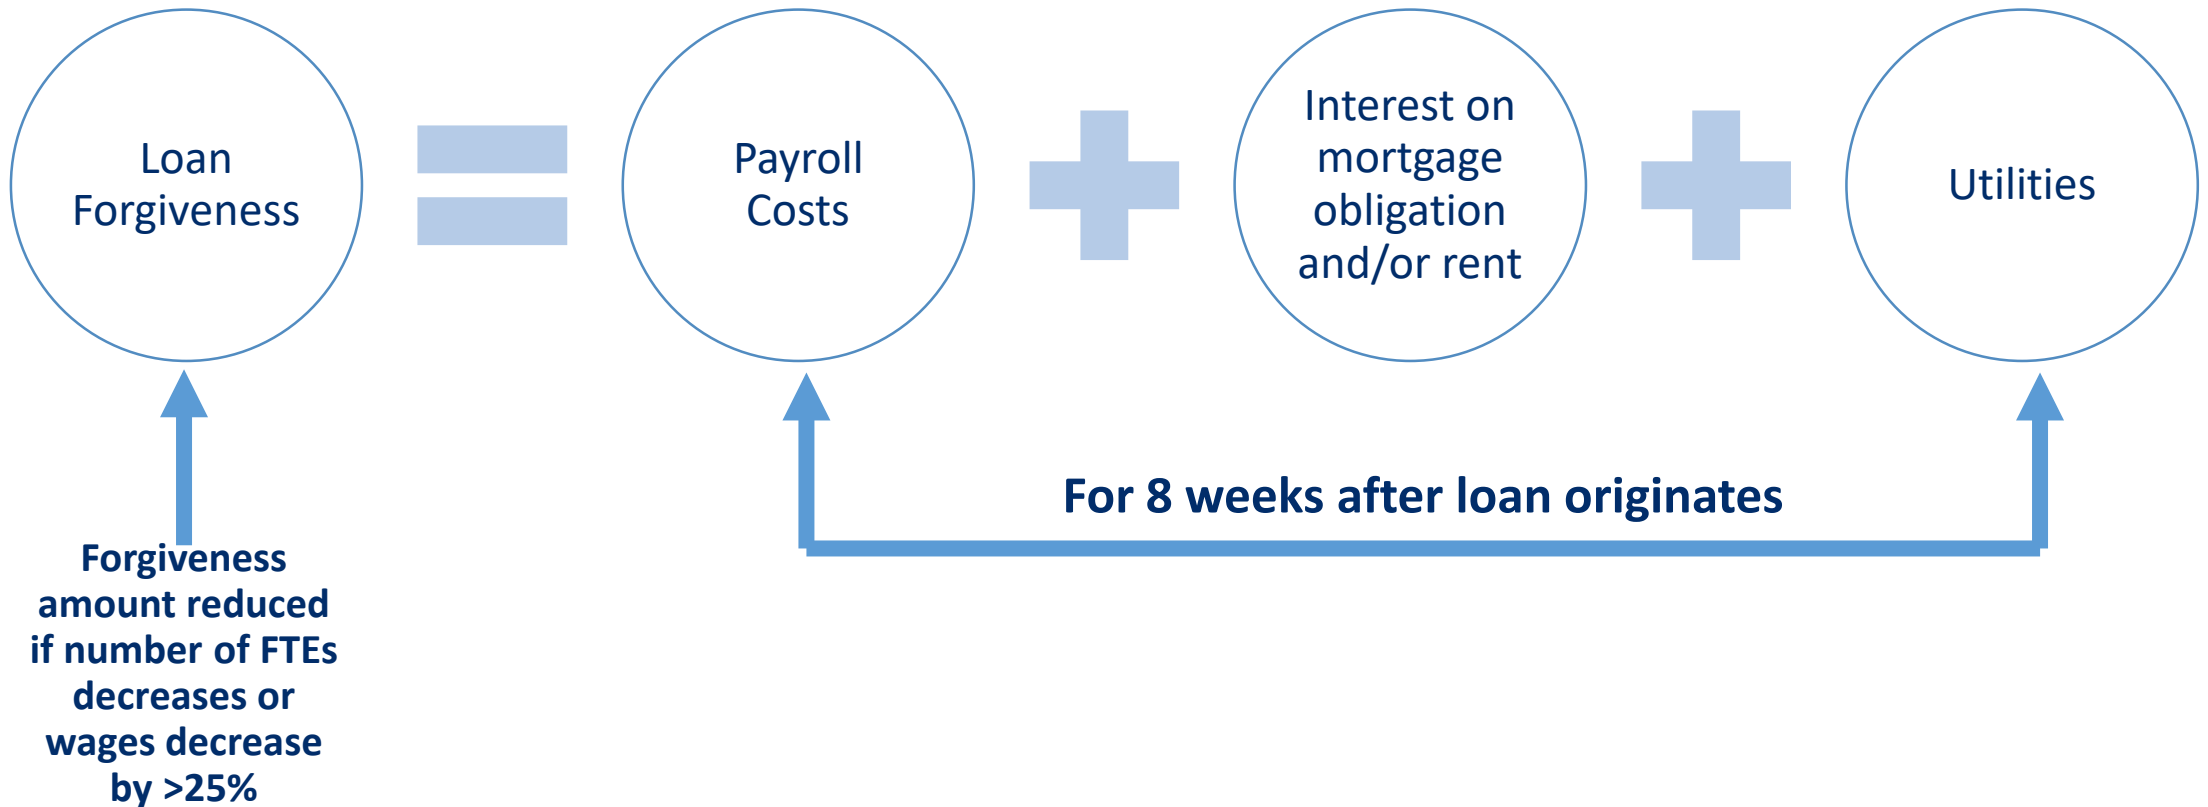 Loan
Forgiveness
Payroll
Costs
Interest on
mortgage
obligation
and/or rent
Utilities
For 8 weeks after loan originates
Forgiveness
amount reduced
if number of FTEs
decreases or
wages decrease
by >25%